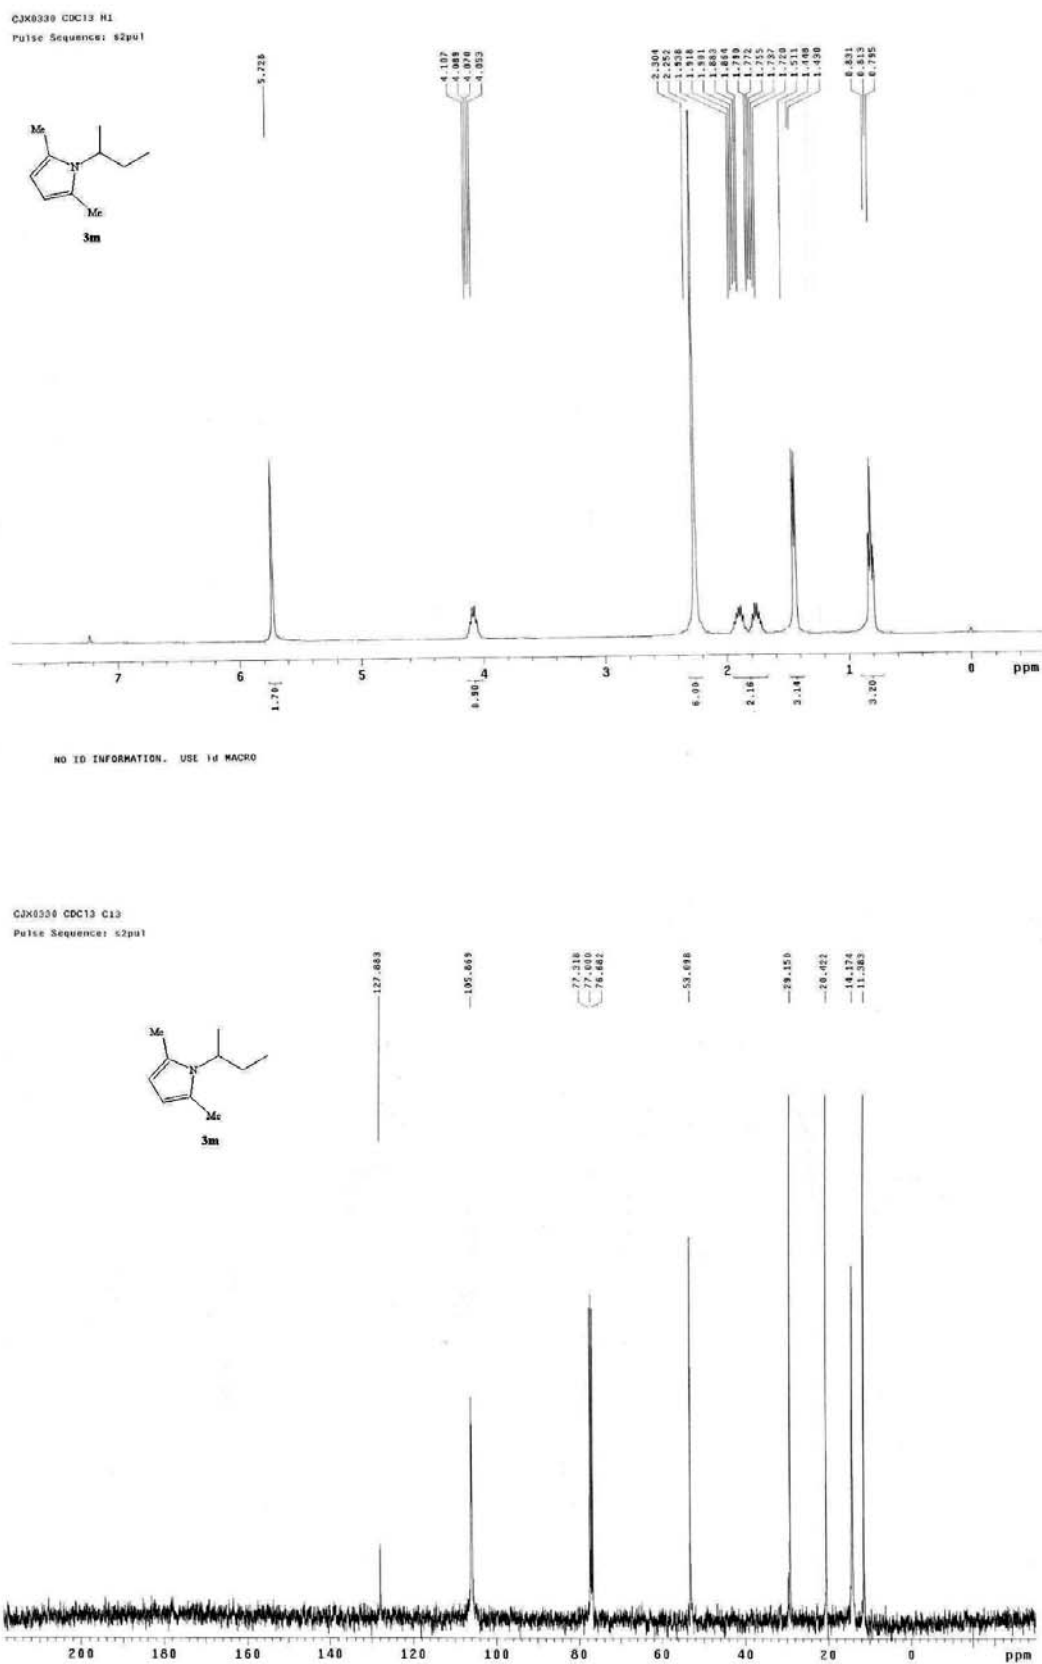 CJX0330 CDCl3 H1
Pulse Sequence: s2pul
5.728
4.107
4.089
4.070
4.053
2.304
2.252
1.938
1.918
1.901
1.883
1.864
1.790
1.772
1.755
1.737
1.720
1.511
1.448
1.430
0.831
0.813
0.795
Me
N
Me
3m
7 6 5 4 3 2 1 0 ppm
1.70 0.90 6.00 2.16 3.14 3.20
NO ID INFORMATION. USE id MACRO
CJX0330 CDCl3 C13
Pulse Sequence: s2pul
127.883
105.869
77.318
77.000
76.682
53.098
29.150
20.422
14.174
11.383
Me
N
Me
3m
200 180 160 140 120 100 80 60 40 20 0 ppm